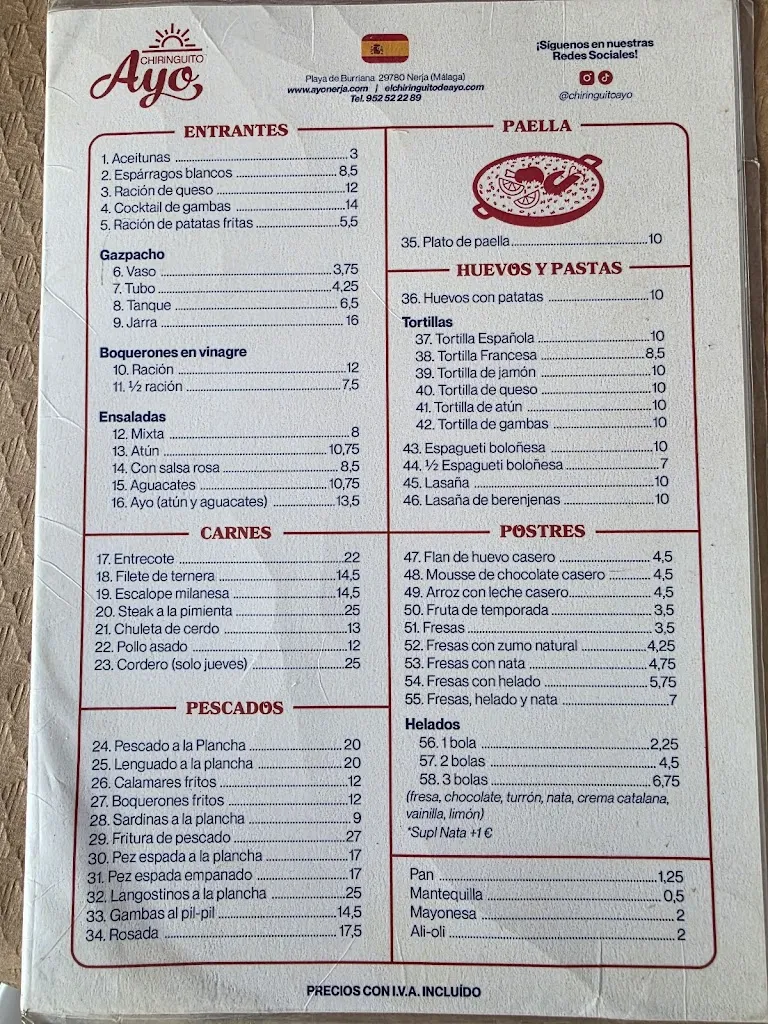 CHIRINGUITO
Ayo
Playa de Burriana 29780 Nerja (Málaga)
www.ayonerja.com | elchiringuitodeayo.com
Tel. 952 52 22 89
¡Síguenos en nuestras
Redes Sociales!
@chiringuitoayo
ENTRANTES
1. Aceitunas 3
2. Espárragos blancos 8,5
3. Ración de queso 12
4. Cocktail de gambas 14
5. Ración de patatas fritas 5,5
Gazpacho
6. Vaso 3,75
7. Tubo 4,25
8. Tanque 6,5
9. Jarra 16
Boquerones en vinagre
10. Ración 12
11. ½ ración 7,5
Ensaladas
12. Mixta 8
13. Atún 10,75
14. Con salsa rosa 8,5
15. Aguacates 10,75
16. Ayo (atún y aguacates) 13,5
CARNES
17. Entrecote 22
18. Filete de ternera 14,5
19. Escalope milanesa 14,5
20. Steak a la pimienta 25
21. Chuleta de cerdo 13
22. Pollo asado 12
23. Cordero (solo jueves) 25
PESCADOS
24. Pescado a la Plancha 20
25. Lenguado a la plancha 20
26. Calamares fritos 12
27. Boquerones fritos 12
28. Sardinas a la plancha 9
29. Fritura de pescado 27
30. Pez espada a la plancha 17
31. Pez espada empanado 17
32. Langostinos a la plancha 25
33. Gambas al pil-pil 14,5
34. Rosada 17,5
PAELLA
35. Plato de paella 10
HUEVOS Y PASTAS
36. Huevos con patatas 10
Tortillas
37. Tortilla Española 10
38. Tortilla Francesa 8,5
39. Tortilla de jamón 10
40. Tortilla de queso 10
41. Tortilla de atún 10
42. Tortilla de gambas 10
43. Espagueti boloñesa 10
44. ½ Espagueti boloñesa 7
45. Lasaña 10
46. Lasaña de berenjenas 10
POSTRES
47. Flan de huevo casero 4,5
48. Mousse de chocolate casero 4,5
49. Arroz con leche casero 4,5
50. Fruta de temporada 3,5
51. Fresas 3,5
52. Fresas con zumo natural 4,25
53. Fresas con nata 4,75
54. Fresas con helado 5,75
55. Fresas, helado y nata 7
Helados
56. 1 bola 2,25
57. 2 bolas 4,5
58. 3 bolas 6,75
(fresa, chocolate, turrón, nata, crema catalana,
vainilla, limón)
*Supl Nata +1 €
Pan 1,25
Mantequilla 0,5
Mayonesa 2
Ali-oli 2
PRECIOS CON I.V.A. INCLUÍDO